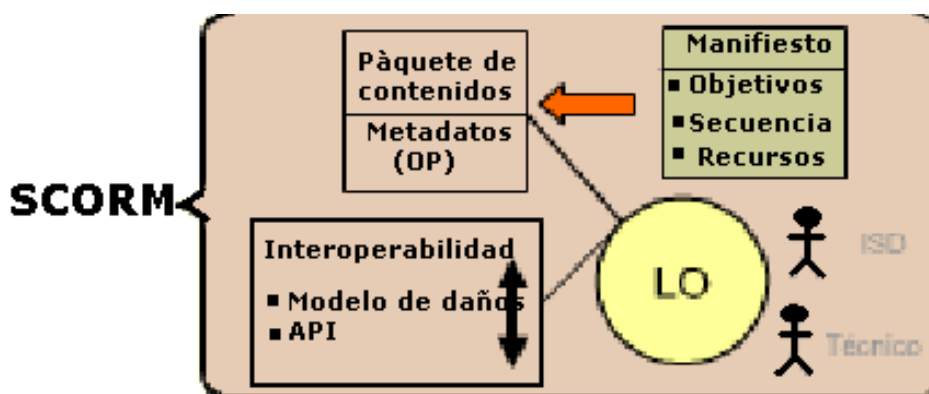 SCORM
Pàquete de
contenidos
Metadatos
(OP)
Manifiesto
▪ Objetivos
▪ Secuencia
▪ Recursos
Interoperabilidad
▪ Modelo de daños
▪ API
LO
ISD
Técnico